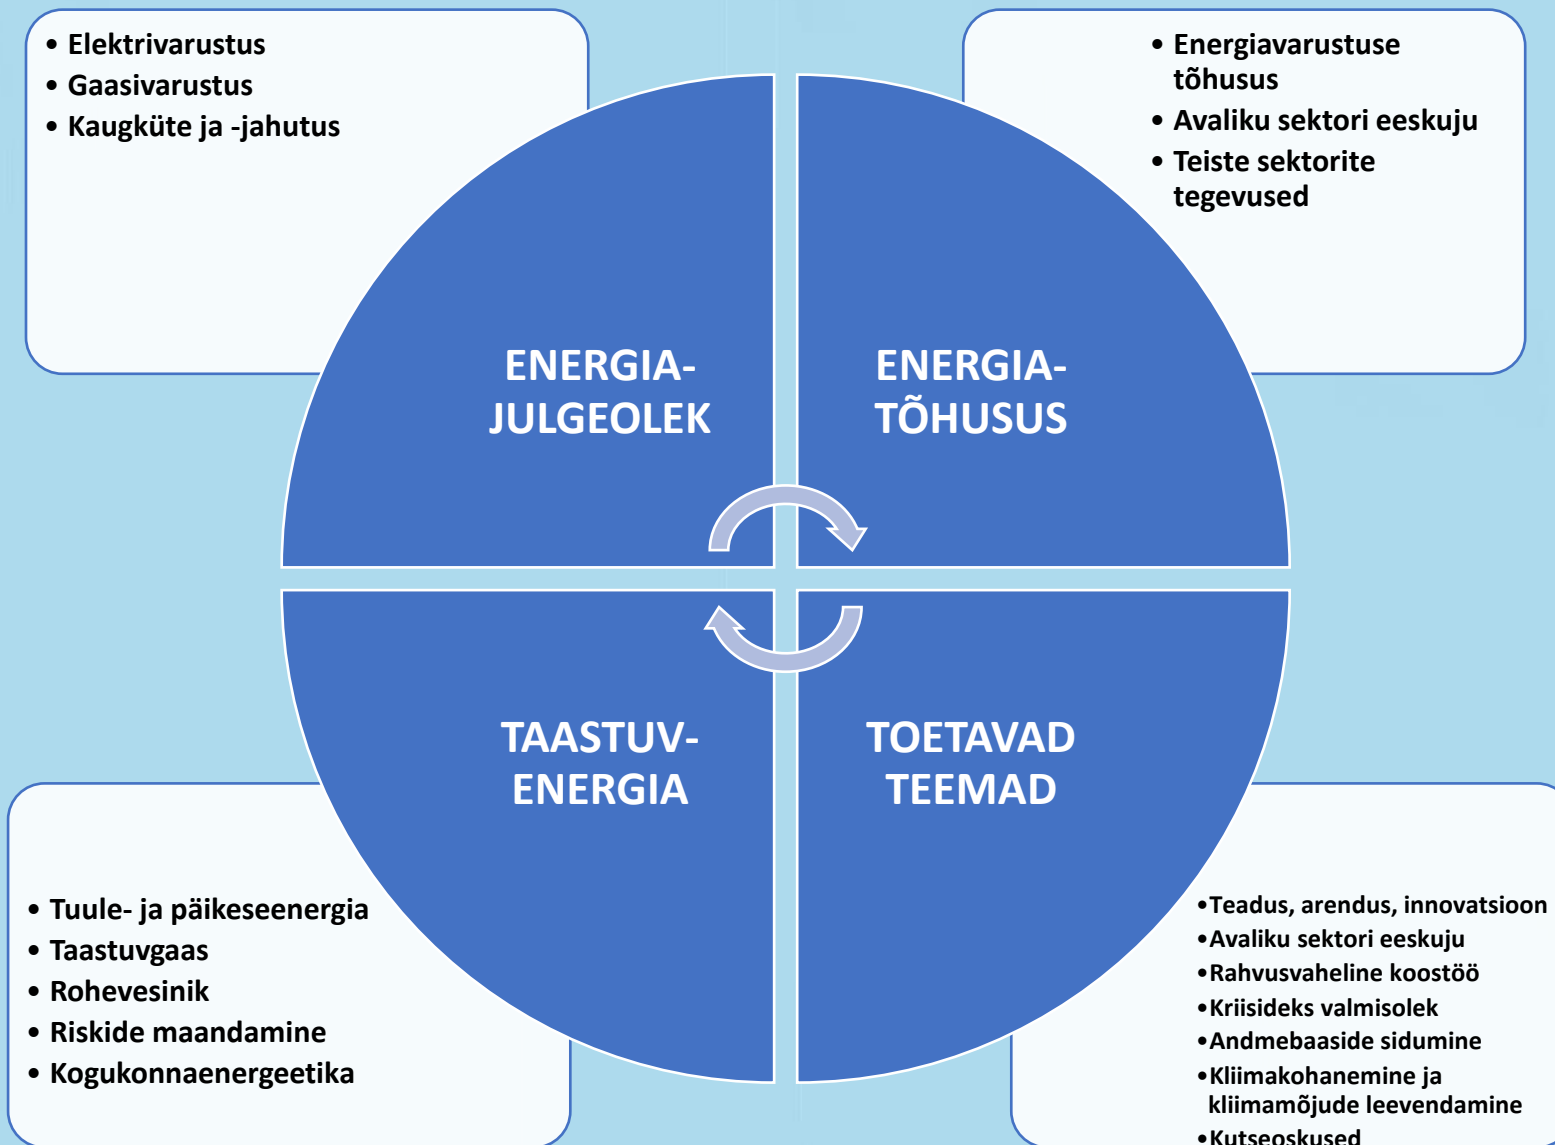 • Elektrivarustus
• Gaasivarustus
• Kaugküte ja -jahutus
• Energiavarustuse
tõhusus
• Avaliku sektori eeskuju
• Teiste sektorite
tegevused
ENERGIA-
JULGEOLEK
ENERGIA-
TÕHUSUS
TAASTUV-
ENERGIA
TOETAVAD
TEEMAD
• Tuule- ja päikeseenergia
• Taastuvgaas
• Rohevesinik
• Riskide maandamine
• Kogukonnaenergeetika
•Teadus, arendus, innovatsioon
•Avaliku sektori eeskuju
•Rahvusvaheline koostöö
•Kriisideks valmisolek
•Andmebaaside sidumine
•Kliimakohanemine ja
kliimamõjude leevendamine
•Kutseoskused